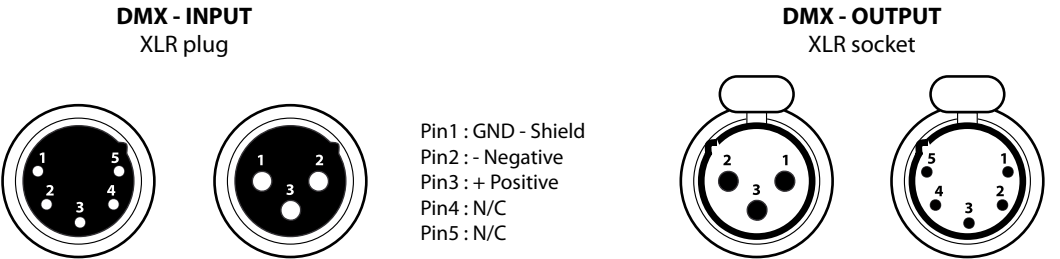 DMX - INPUT
XLR plug
1 5
2 4
3
1 2
3
Pin1 : GND - Shield
Pin2 : - Negative
Pin3 : + Positive
Pin4 : N/C
Pin5 : N/C
DMX - OUTPUT
XLR socket
2 1
3
5 1
4 2
3